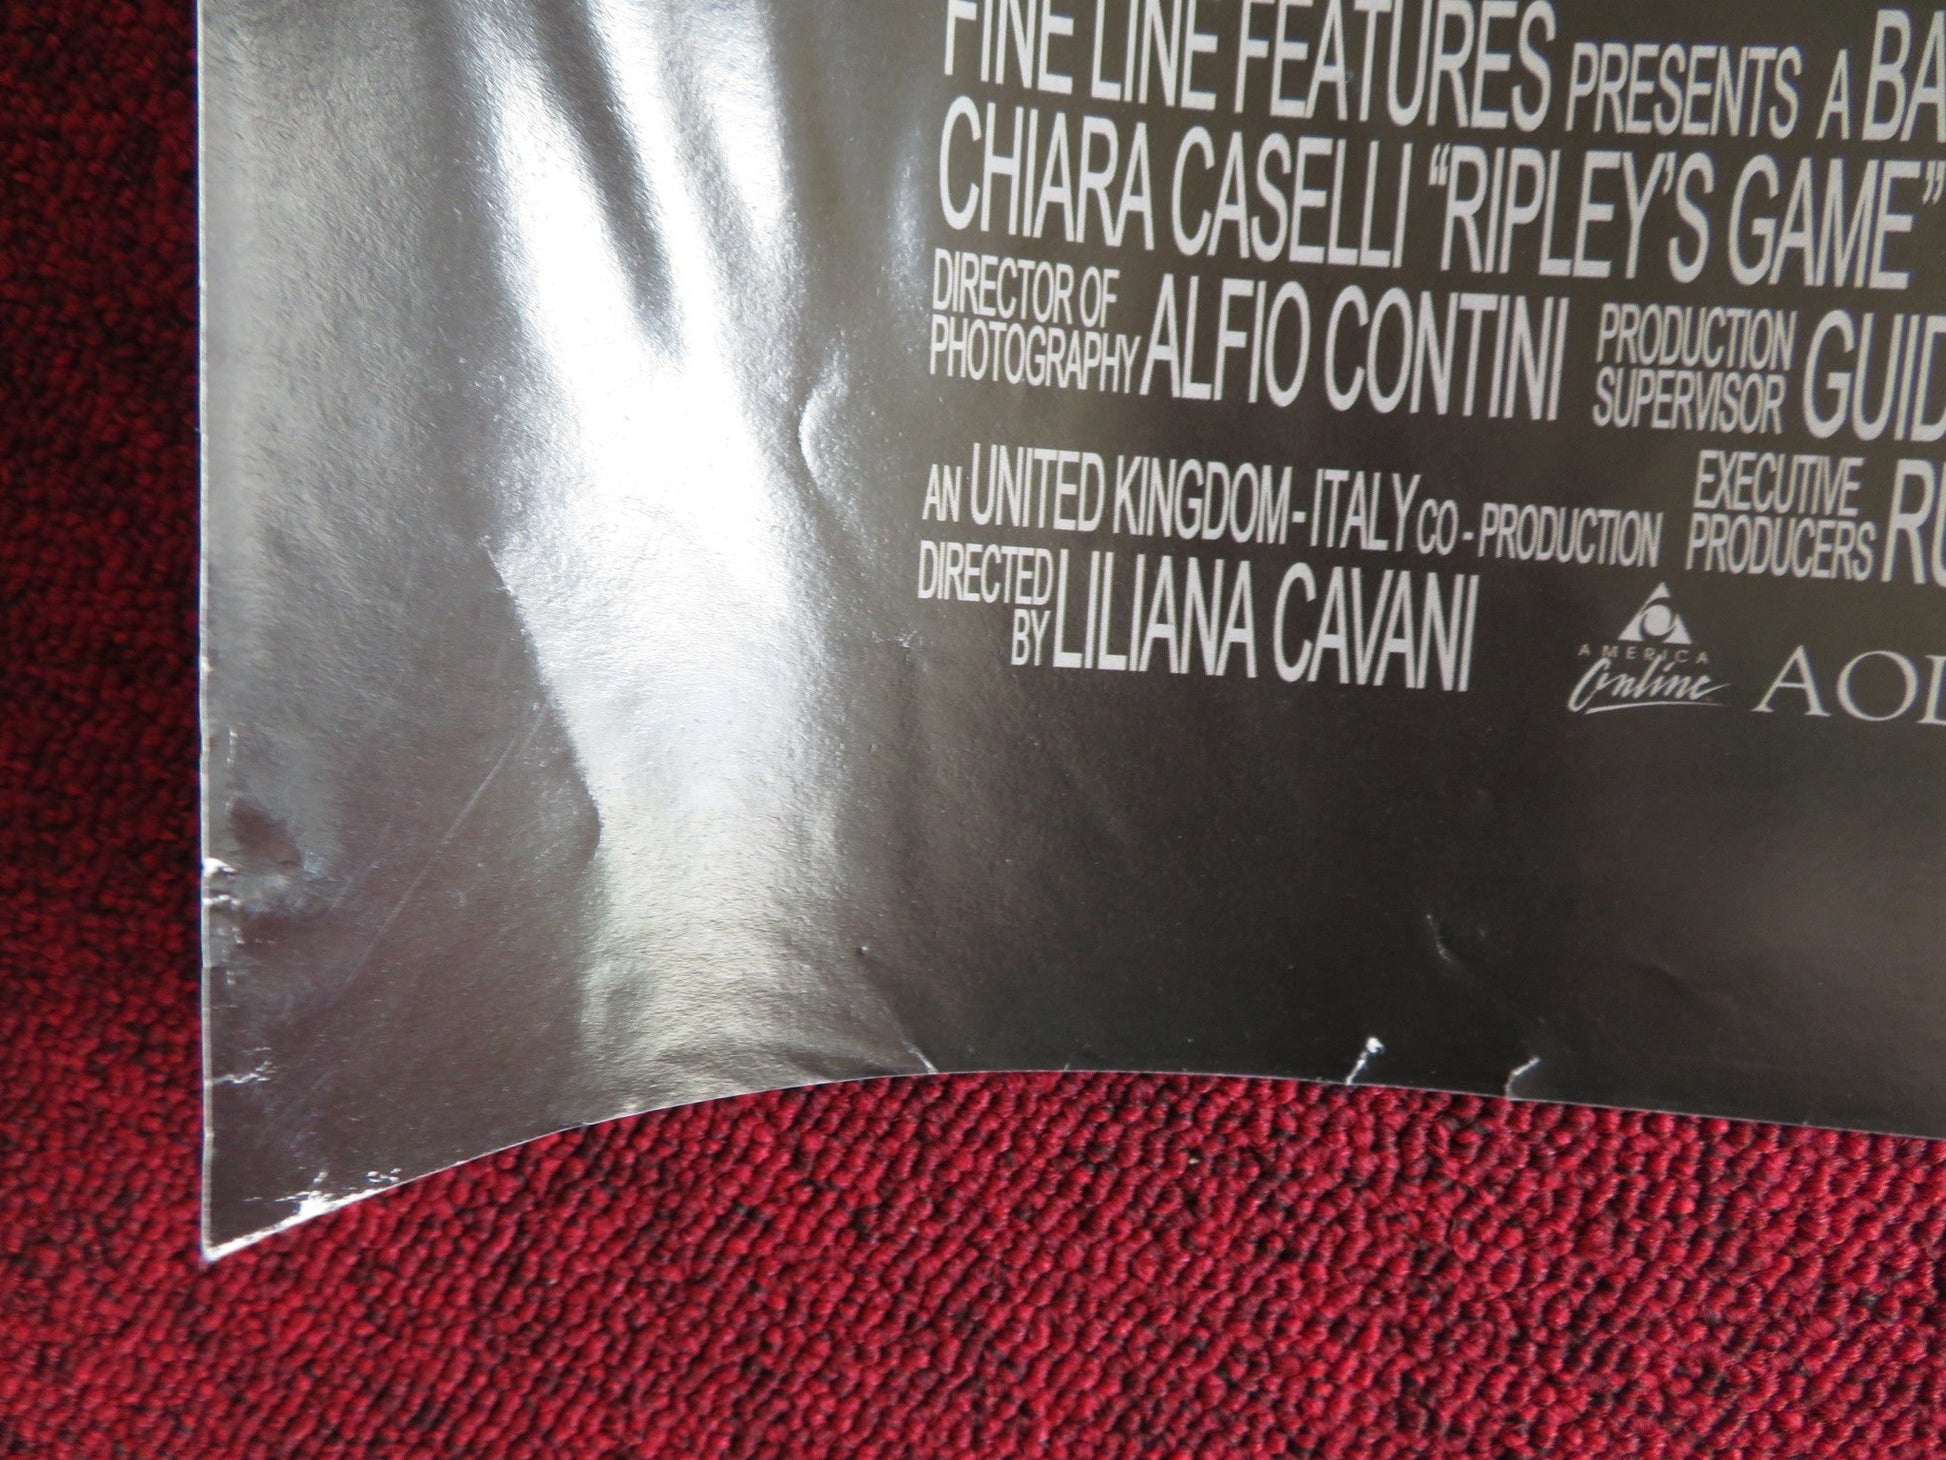 FINE LINE FEATURES PRESENTS A BA
CHIARA CASELLI “RIPLEY’S GAME”
DIRECTOR OF
PHOTOGRAPHY ALFIO CONTINI PRODUCTION
SUPERVISOR GUID
AN UNITED KINGDOM-ITALY CO-PRODUCTION EXECUTIVE
PRODUCERS RU
DIRECTED
BY LILIANA CAVANI
AMERICA
Online AOL